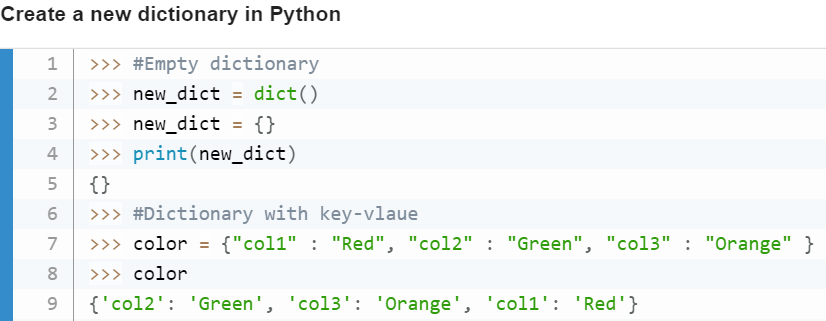 Create a new dictionary in Python
1 >>> #Empty dictionary
2 >>> new_dict = dict()
3 >>> new_dict = {}
4 >>> print(new_dict)
5 {}
6 >>> #Dictionary with key-vlaue
7 >>> color = {"col1" : "Red", "col2" : "Green", "col3" : "Orange" }
8 >>> color
9 {'col2': 'Green', 'col3': 'Orange', 'col1': 'Red'}